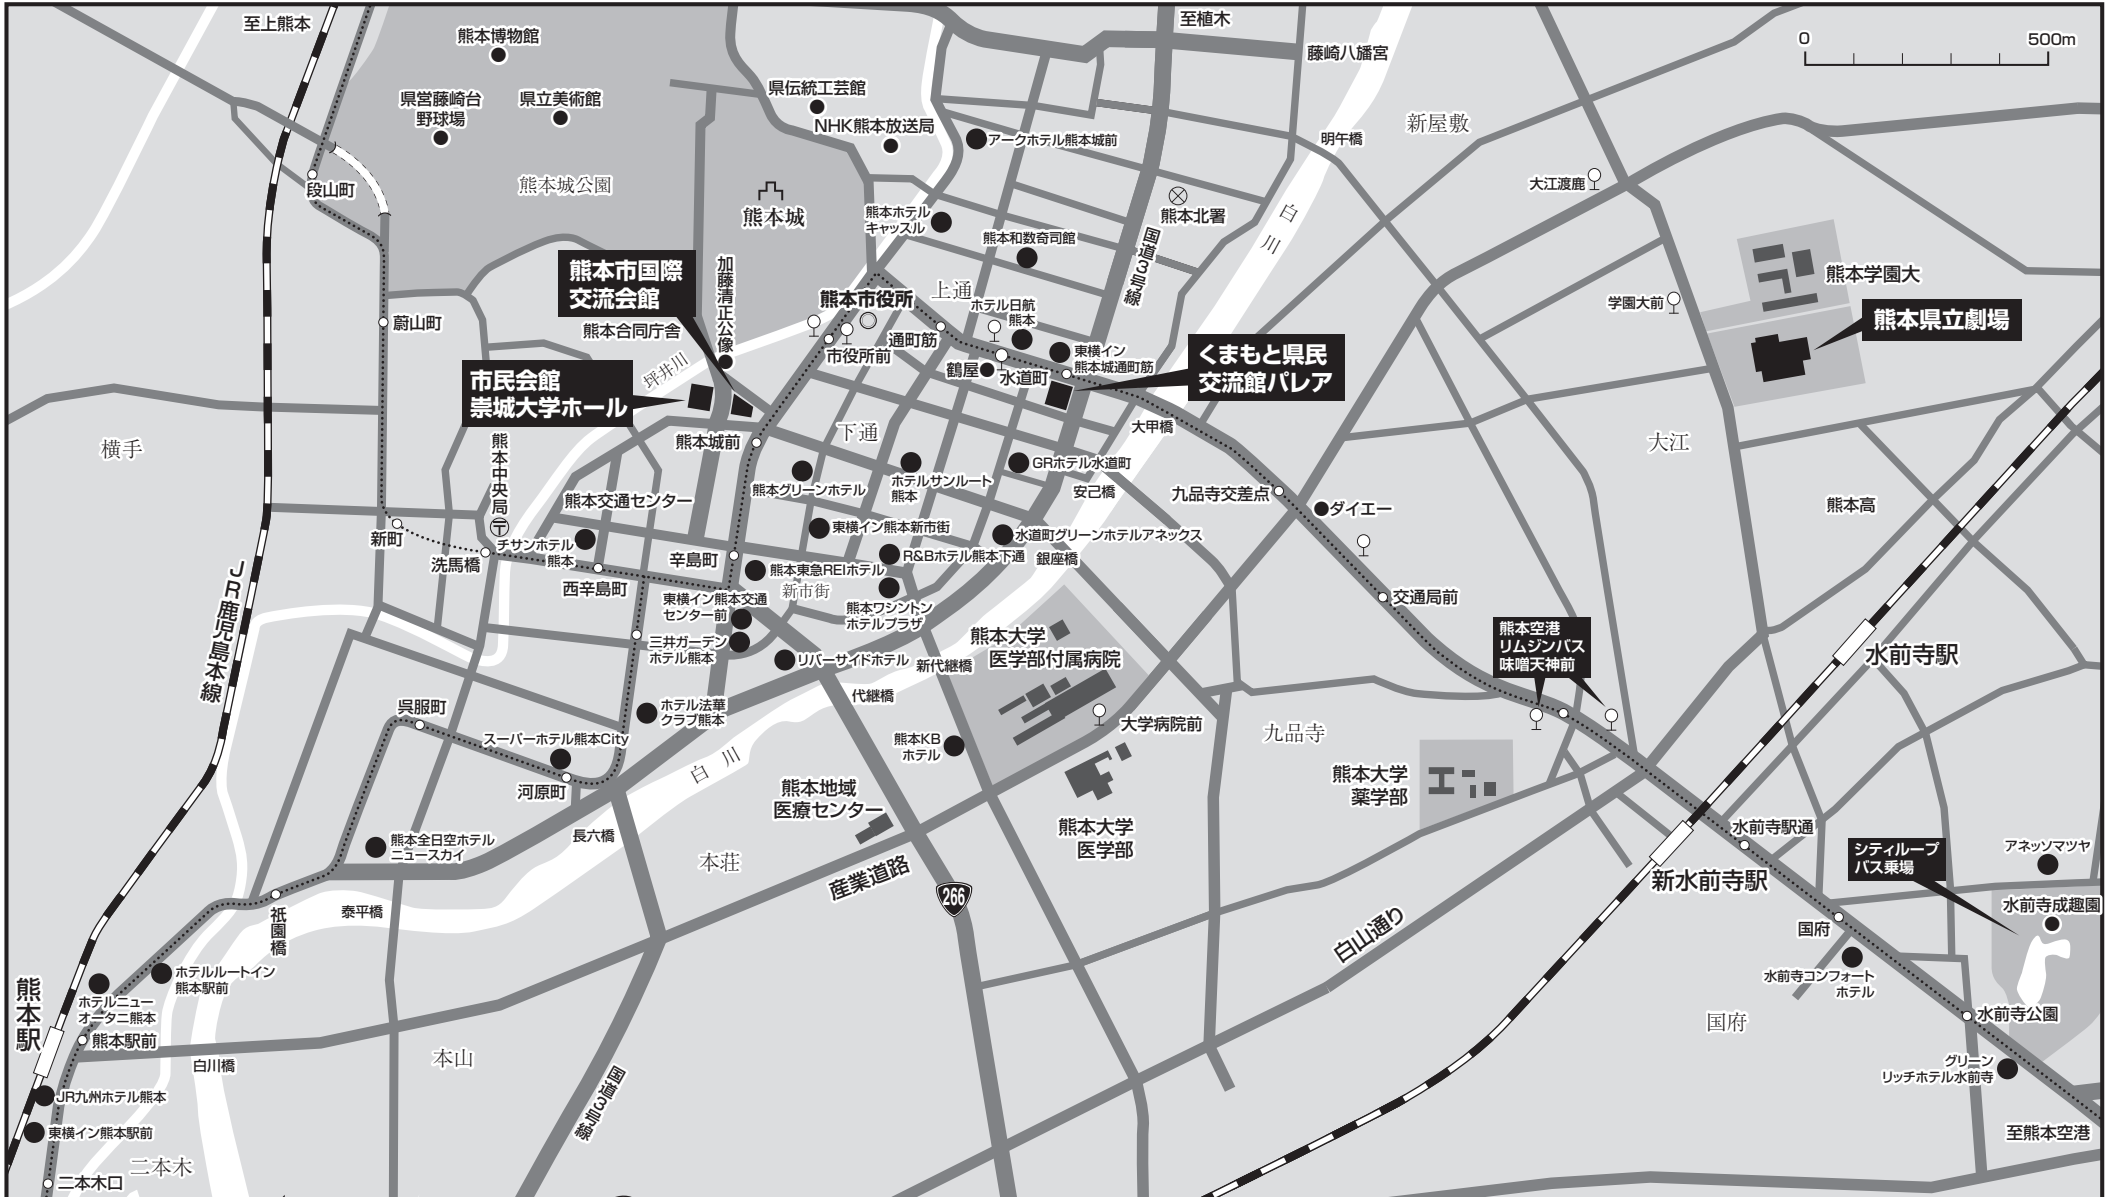 至上熊本
熊本博物館
県営藤崎台
野球場
県立美術館
県伝統工芸館
NHK熊本放送局
至植木
藤崎八旛宮
0
500m
アークホテル熊本城前
明午橋
新屋敷
大江渡鹿
段山町
熊本城公園
熊本城
熊本ホテル
キャッスル
熊本和数奇司館
熊本北署
白川
国道3号線
熊本市国際
交流会館
加藤清正公像
熊本市役所
上通
ホテル日航
熊本
学園大前
熊本学園大
熊本県立劇場
蔚山町
熊本合同庁舎
坪井川
市役所前
通町筋
鶴屋
水道町
東横イン
熊本城通町筋
くまもと県民
交流館パレア
市民会館
崇城大学ホール
横手
熊本城前
下通
大甲橋
大江
熊本中央局
熊本交通センター
熊本グリーンホテル
ホテルサンルート
熊本
GRホテル水道町
安己橋
九品寺交差点
ダイエー
熊本高
新町
洗馬橋
チサンホテル
熊本
西辛島町
辛島町
東横イン熊本新市街
R&Bホテル熊本下通
水道町グリーンホテルアネックス
銀座橋
熊本東急REIホテル
新市街
JR鹿児島本線
東横イン熊本交通
センター前
熊本ワシントン
ホテルプラザ
三井ガーデン
ホテル熊本
リバーサイドホテル
新代継橋
代継橋
熊本大学
医学部付属病院
交通局前
熊本空港
リムジンバス
味噌天神前
水前寺駅
呉服町
ホテル法華
クラブ熊本
スーパーホテル熊本City
河原町
白川
熊本KB
ホテル
大学病院前
九品寺
熊本大学
薬学部
熊本地域
医療センター
熊本大学
医学部
長六橋
熊本全日空ホテル
ニュースカイ
本荘
産業道路
266
水前寺駅通
シティループ
バス乗場
アネッソマツヤ
新水前寺駅
水前寺成趣園
祇園橋
泰平橋
白山通り
国府
水前寺コンフォート
ホテル
熊本駅
ホテルルートイン
熊本駅前
ホテルニュー
オータニ熊本
熊本駅前
白川橋
本山
国道3号線
国府
水前寺公園
グリーン
リッチホテル水前寺
JR九州ホテル熊本
東横イン熊本駅前
二本木
二本木口
至熊本空港